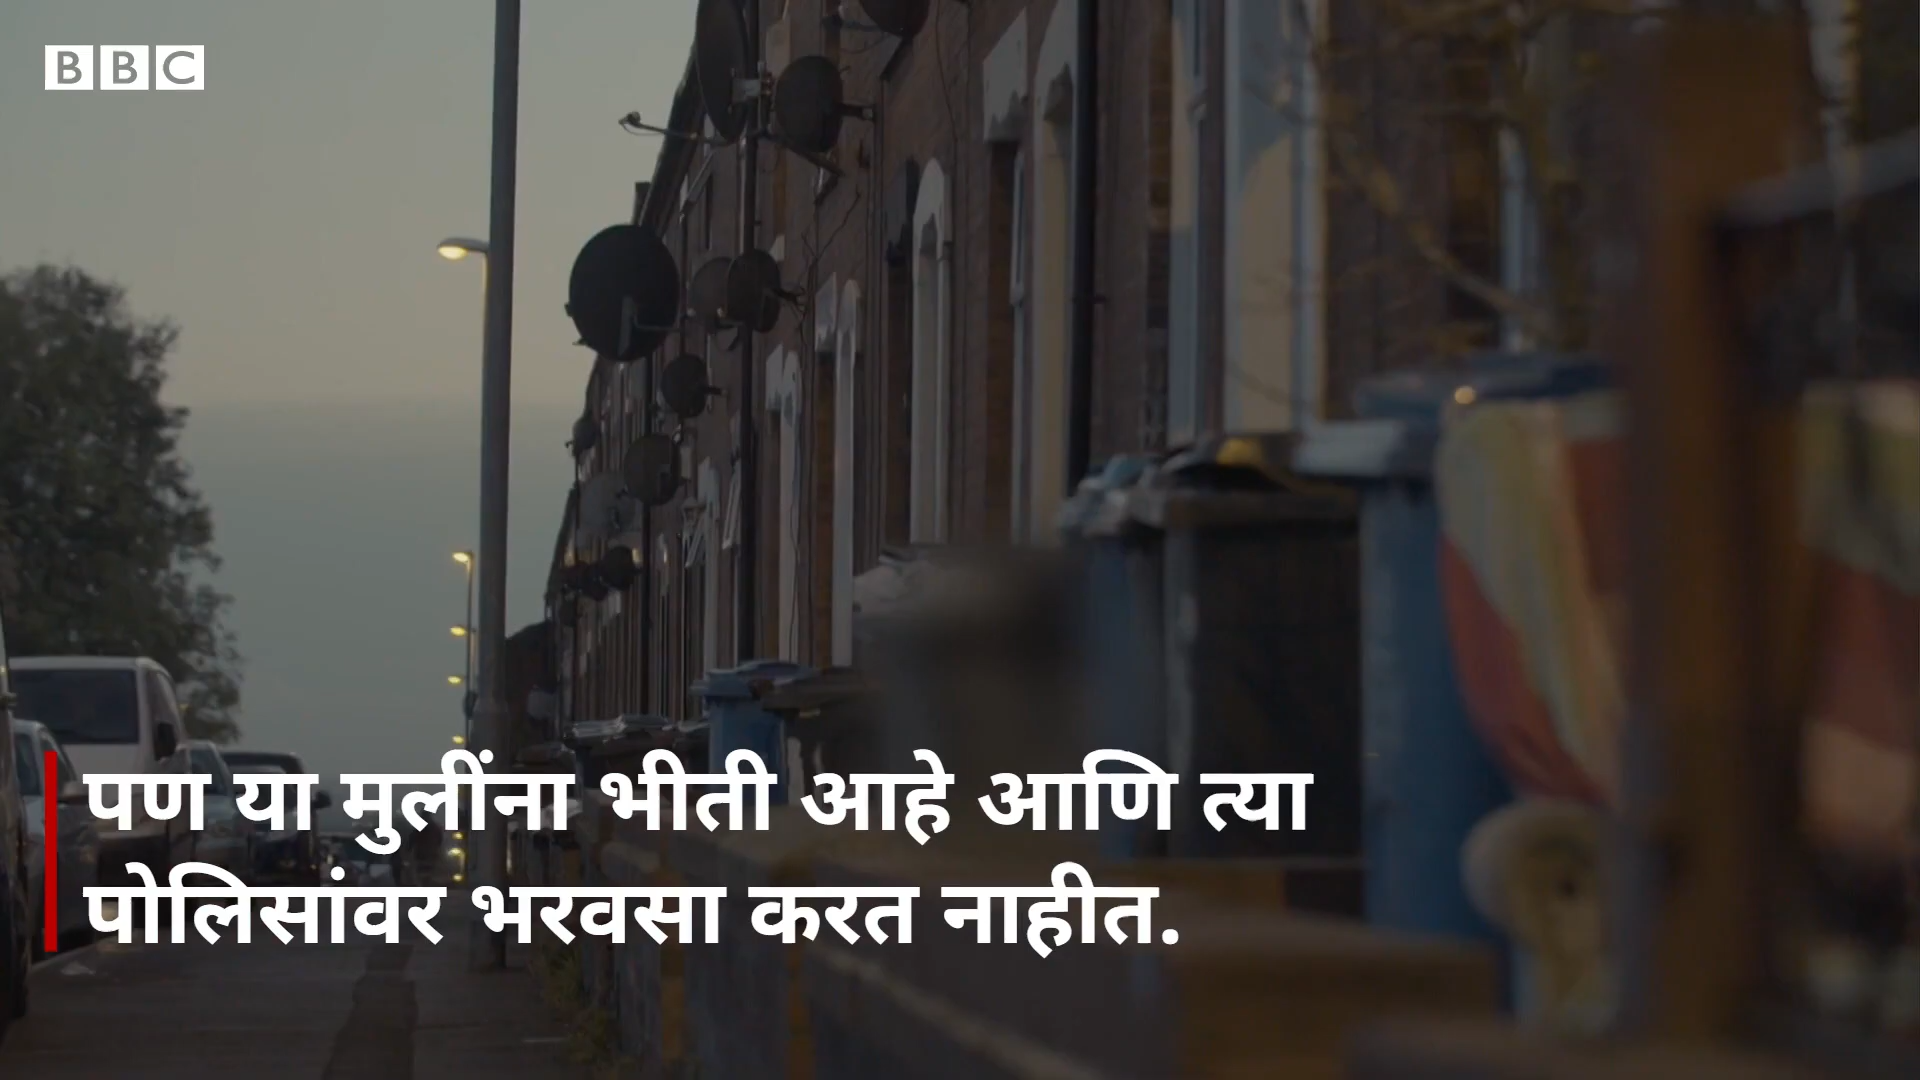 BBC
पण या मुलींना भीती आहे आणि त्या
पोलिसांवर भरवसा करत नाहीत.